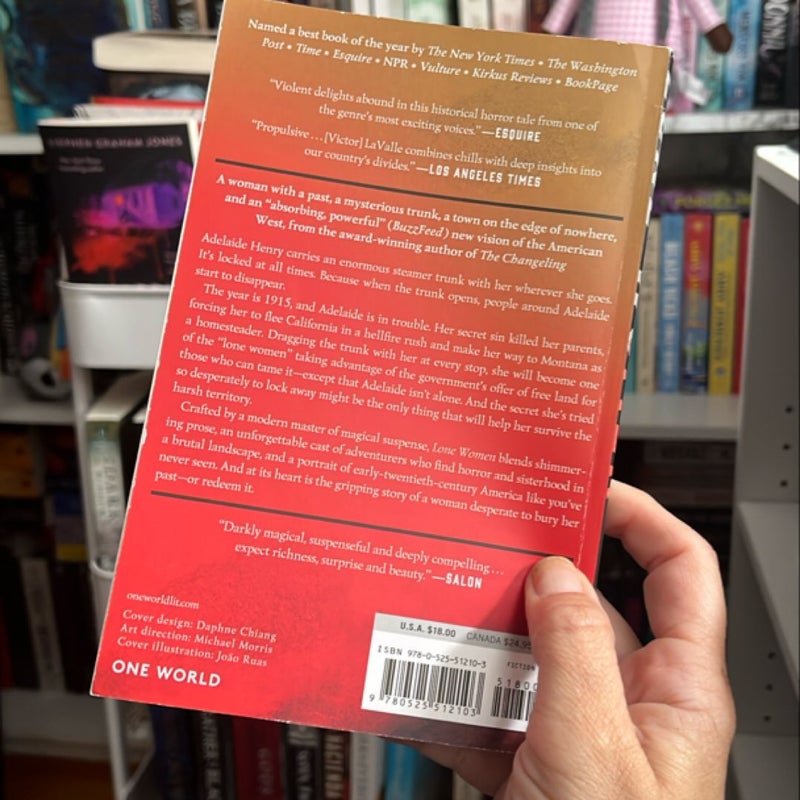 Named a best book of the year by The New York Times • The Washington
Post • Time • Esquire • NPR • Vulture • Kirkus Reviews • BookPage
"Violent delights abound in this historical horror tale from one of
the genre's most exciting voices."—ESQUIRE
"Propulsive . . . [Victor] LaValle combines chills with deep insights into
our country's divides."—LOS ANGELES TIMES
A woman with a past, a mysterious trunk, a town on the edge of nowhere,
and an "absorbing, powerful" (BuzzFeed) new vision of the American
West, from the award-winning author of The Changeling
Adelaide Henry carries an enormous steamer trunk with her wherever she goes.
It's locked at all times. Because when the trunk opens, people around Adelaide
start to disappear.
The year is 1915, and Adelaide is in trouble. Her secret sin killed her parents,
forcing her to flee California in a hellfire rush and make her way to Montana as
a homesteader. Dragging the trunk with her at every stop, she will become one
of the "lone women" taking advantage of the government's offer of free land for
those who can tame it—except that Adelaide isn't alone. And the secret she's tried
so desperately to lock away might be the only thing that will help her survive the
harsh territory.
Crafted by a modern master of magical suspense, Lone Women blends shimmer-
ing prose, an unforgettable cast of adventurers who find horror and sisterhood in
a brutal landscape, and a portrait of early-twentieth-century America like you've
never seen. And at its heart is the gripping story of a woman desperate to bury her
past—or redeem it.
"Darkly magical, suspenseful and deeply compelling . . .
expect richness, surprise and beauty."—SALON
oneworldlit.com
Cover design: Daphne Chiang
Art direction: Michael Morris
Cover illustration: João Ruas
ONE WORLD
U.S.A. $18.00 CANADA $24.95
ISBN 978-0-525-51210-3 FICTION
5180
9 780525 512103
STEPHEN GRAHAM JONES